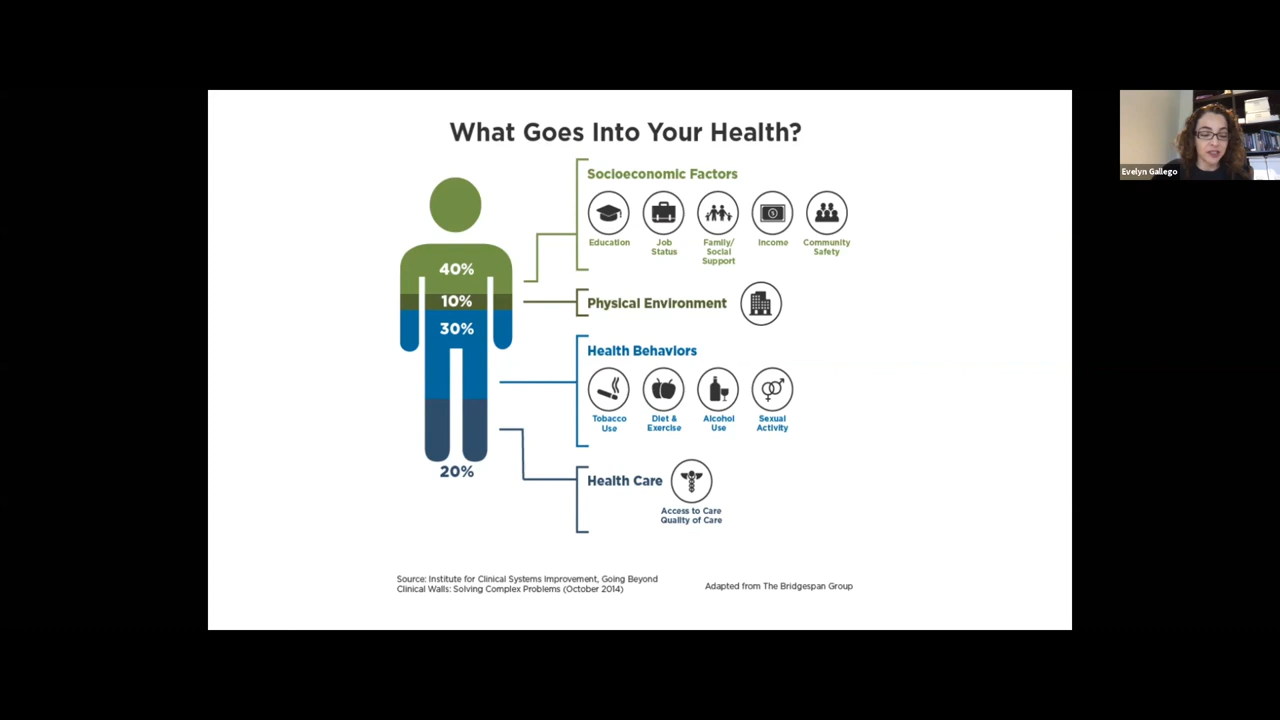 What Goes Into Your Health?
Evelyn Gallego
Socioeconomic Factors
Education
Job
Status
Family/
Social
Support
Income
Community
Safety
40%
10%
Physical Environment
30%
Health Behaviors
Tobacco
Use
Diet &
Exercise
Alcohol
Use
Sexual
Activity
20%
Health Care
Access to Care
Quality of Care
Source: Institute for Clinical Systems Improvement, Going Beyond
Clinical Walls: Solving Complex Problems (October 2014)
Adapted from The Bridgespan Group